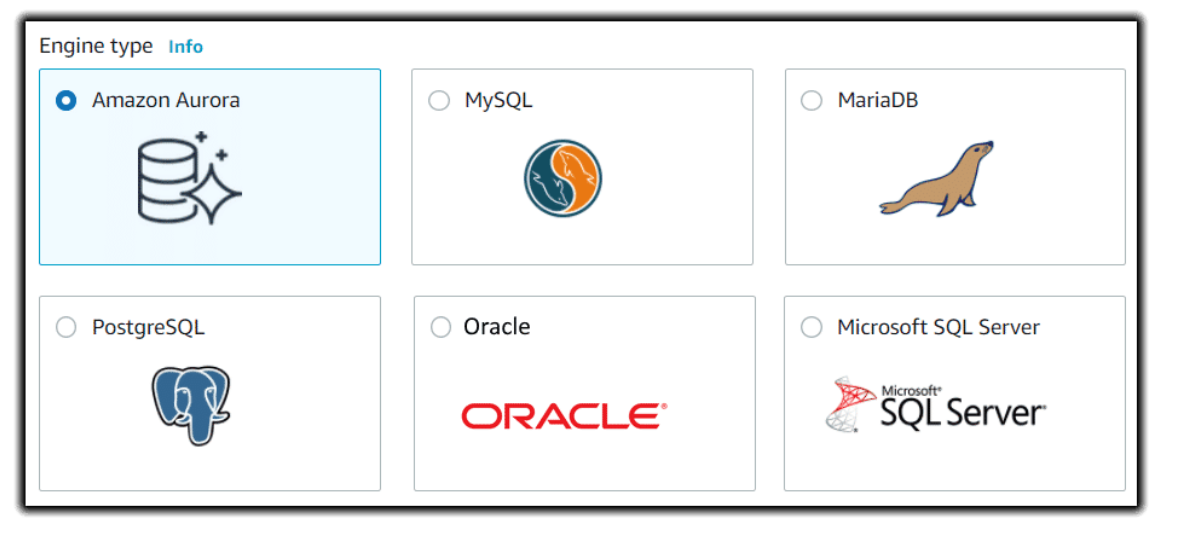 Engine type Info
Amazon Aurora
MySQL
MariaDB
PostgreSQL
Oracle
ORACLE®
Microsoft SQL Server
Microsoft®
SQL Server®